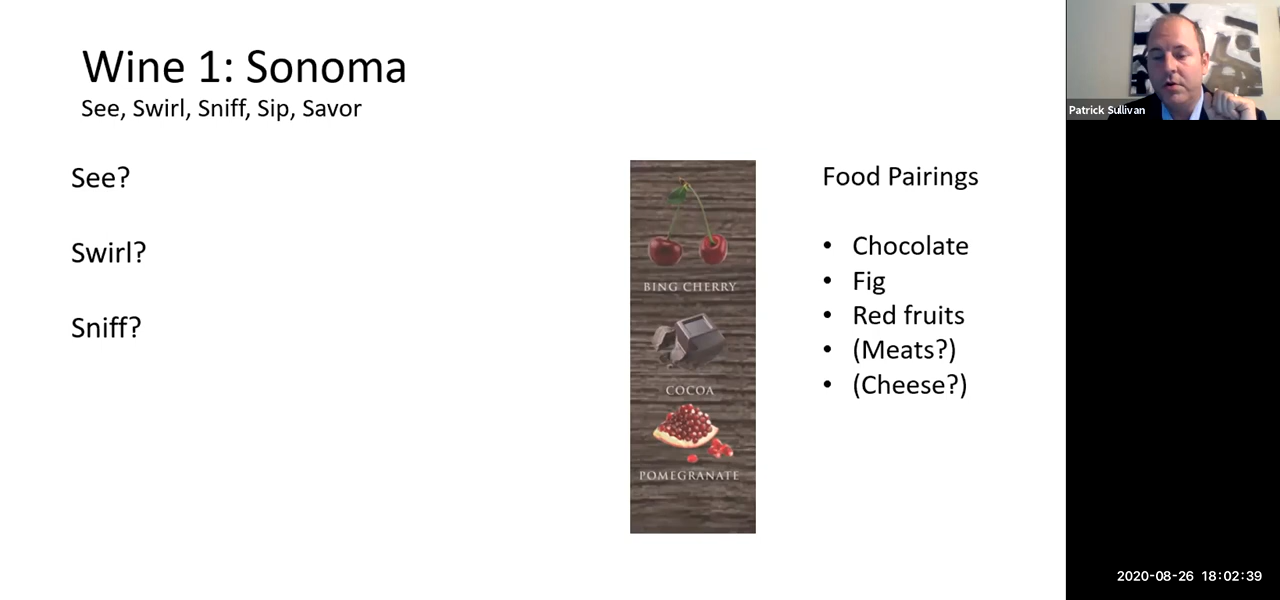 Wine 1: Sonoma
See, Swirl, Sniff, Sip, Savor
See?
Swirl?
Sniff?
BING CHERRY
COCOA
POMEGRANATE
Food Pairings
• Chocolate
• Fig
• Red fruits
• (Meats?)
• (Cheese?)
Patrick Sullivan
2020-08-26 18:02:39